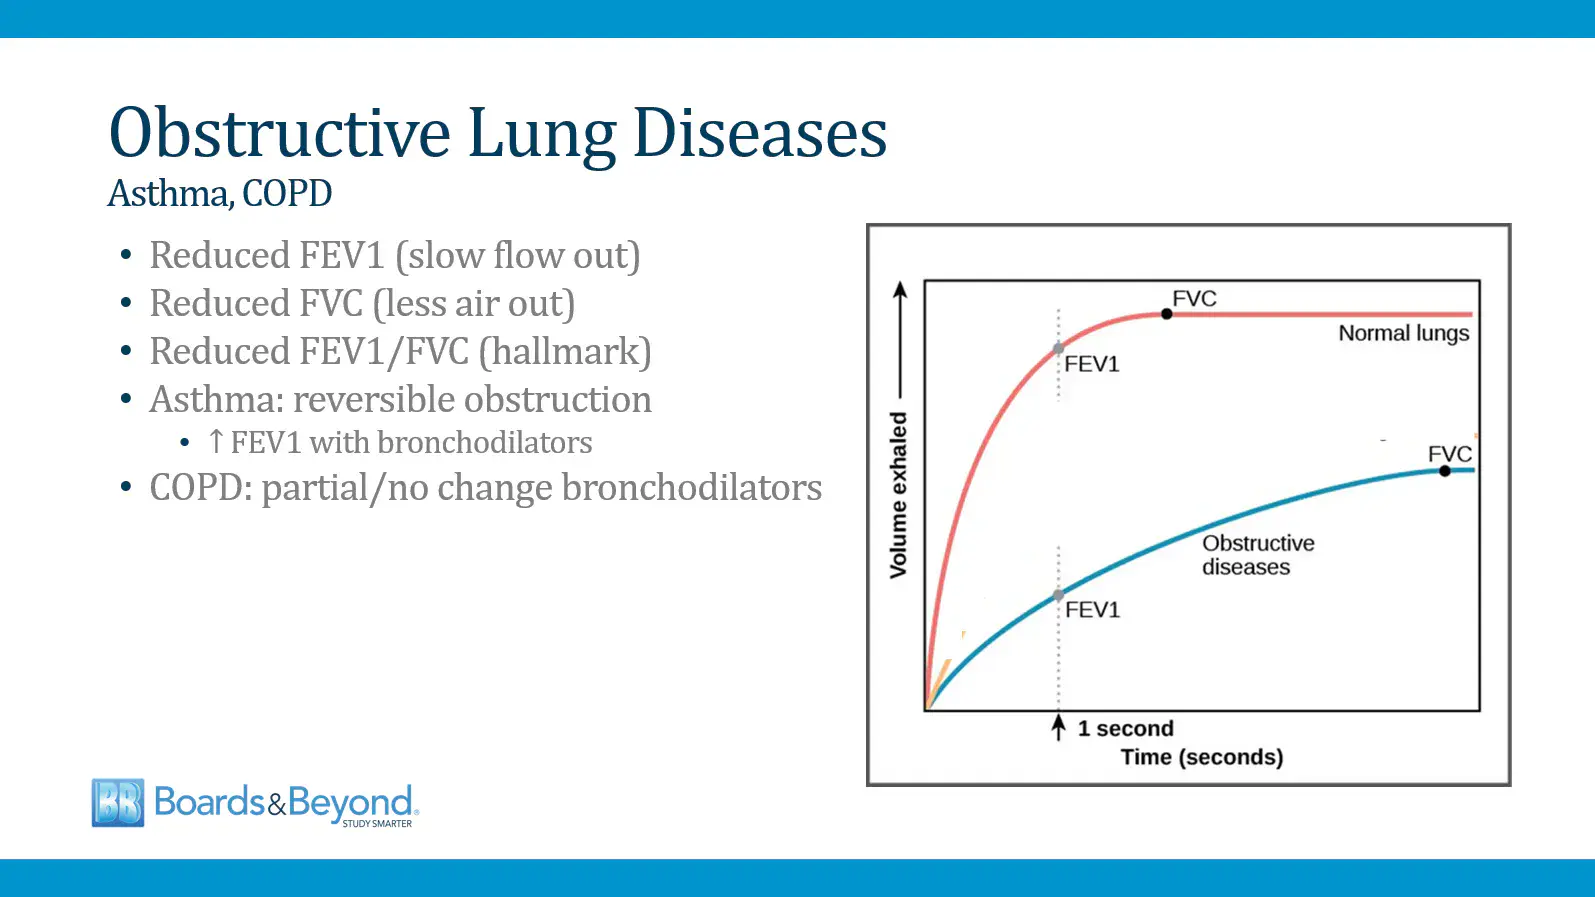 Obstructive Lung Diseases
Asthma, COPD
• Reduced FEV1 (slow flow out)
• Reduced FVC (less air out)
• Reduced FEV1/FVC (hallmark)
• Asthma: reversible obstruction
• ↑FEV1 with bronchodilators
• COPD: partial/no change bronchodilators
FVC
Normal lungs
FEV1
Volume exhaled
FVC
Obstructive
diseases
FEV1
1 second
Time (seconds)
BB Boards&Beyond®
STUDY SMARTER